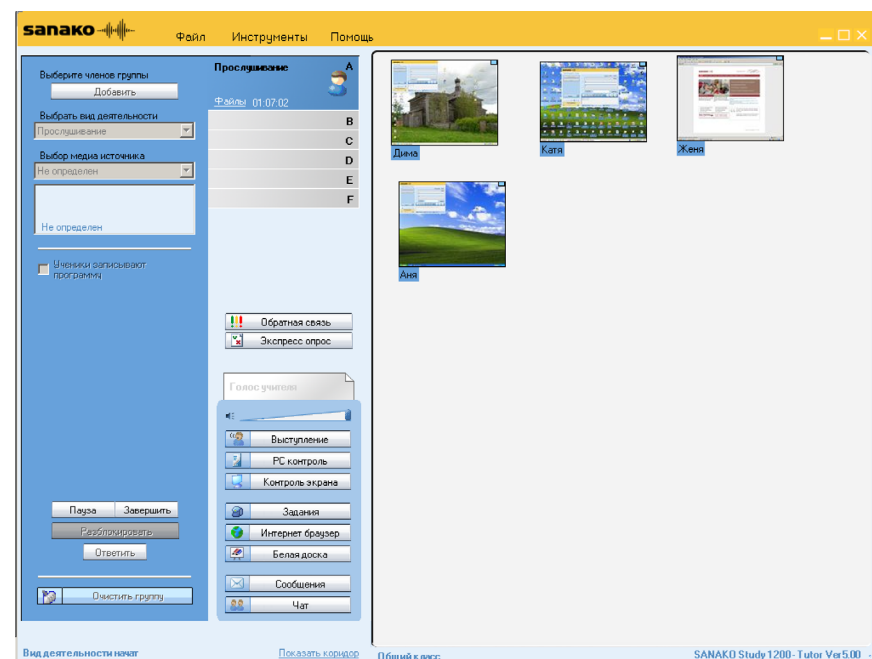 sanako
Файл Инструменты Помощь
Выберите членов группы
Добавить
Выбрать вид деятельности
Прослушивание
Выбор медиа источника
Не определен
Не определен
Ученики записывают
программу
Пауза Завершить
Разблокировать
Ответить
Очистить группу
Вид деятельности начат
Прослушивание A
Файлы 01:07:02
B
C
D
E
F
Обратная связь
Экспресс опрос
Голос учителя
Выступление
PC контроль
Контроль экрана
Задания
Интернет браузер
Белая доска
Сообщения
Чат
Показать коридор
Дима
Катя
Женя
Аня
Общий класс
SANAKO Study 1200 - Tutor Ver5.00